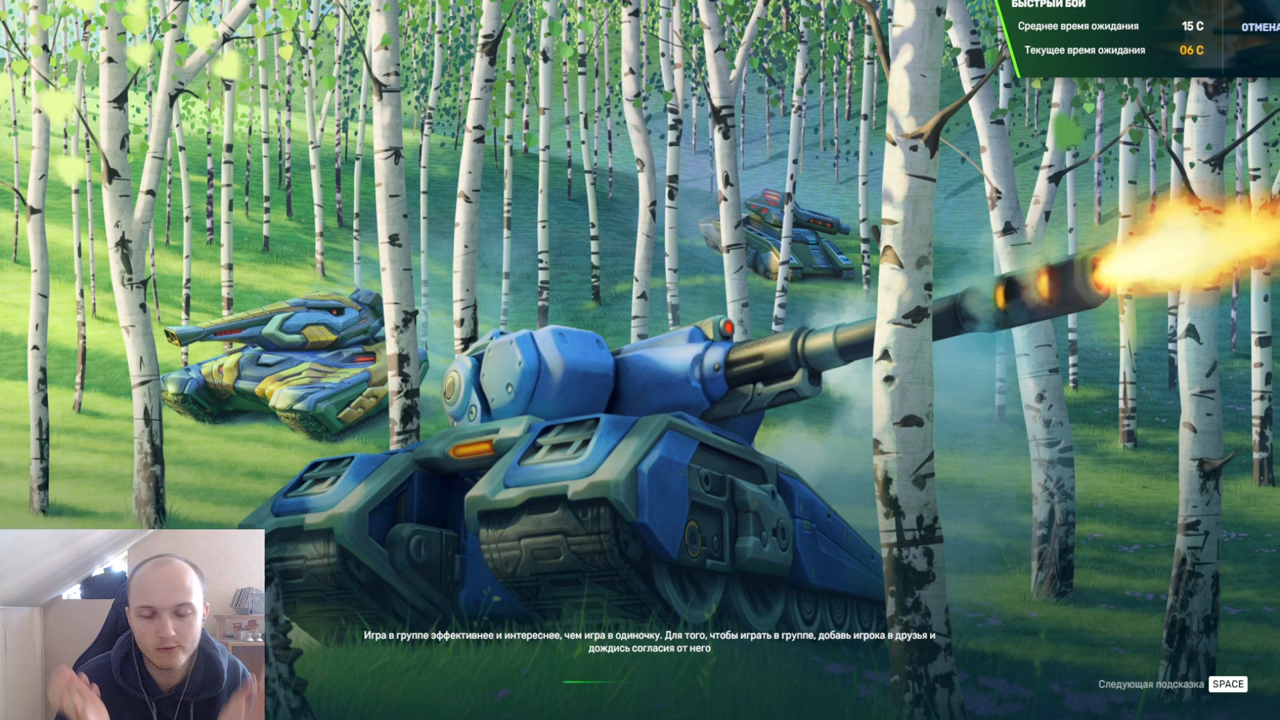 БЫСТРЫЙ БОЙ
Среднее время ожидания 15 С
ОТМЕНА
Текущее время ожидания 06 С
Игра в группе эффективнее и интереснее, чем игра в одиночку. Для того, чтобы играть в группе, добавь игрока в друзья и
дождись согласия от него
Следующая подсказка SPACE